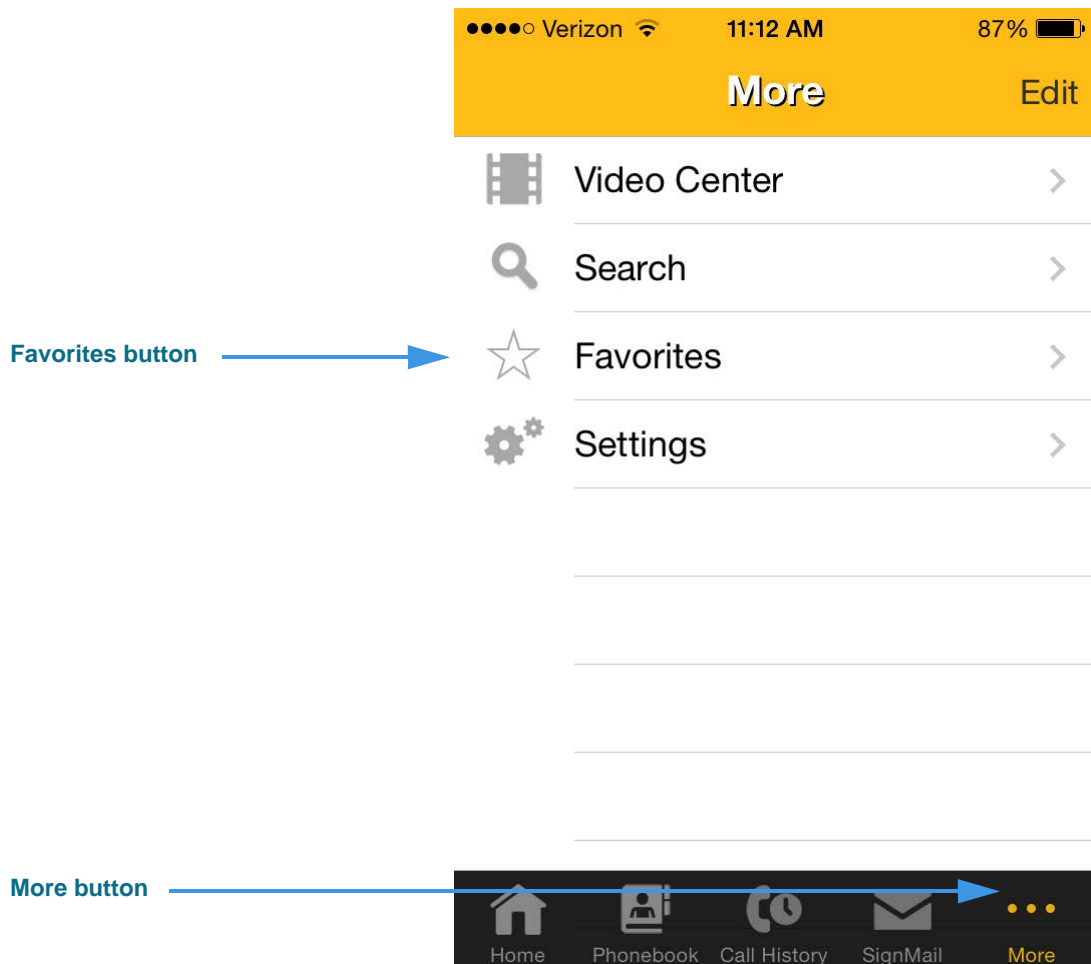 Verizon 11:12 AM 87%
More Edit
Video Center
Search
Favorites button Favorites
Settings
More button
Home Phonebook Call History SignMail More